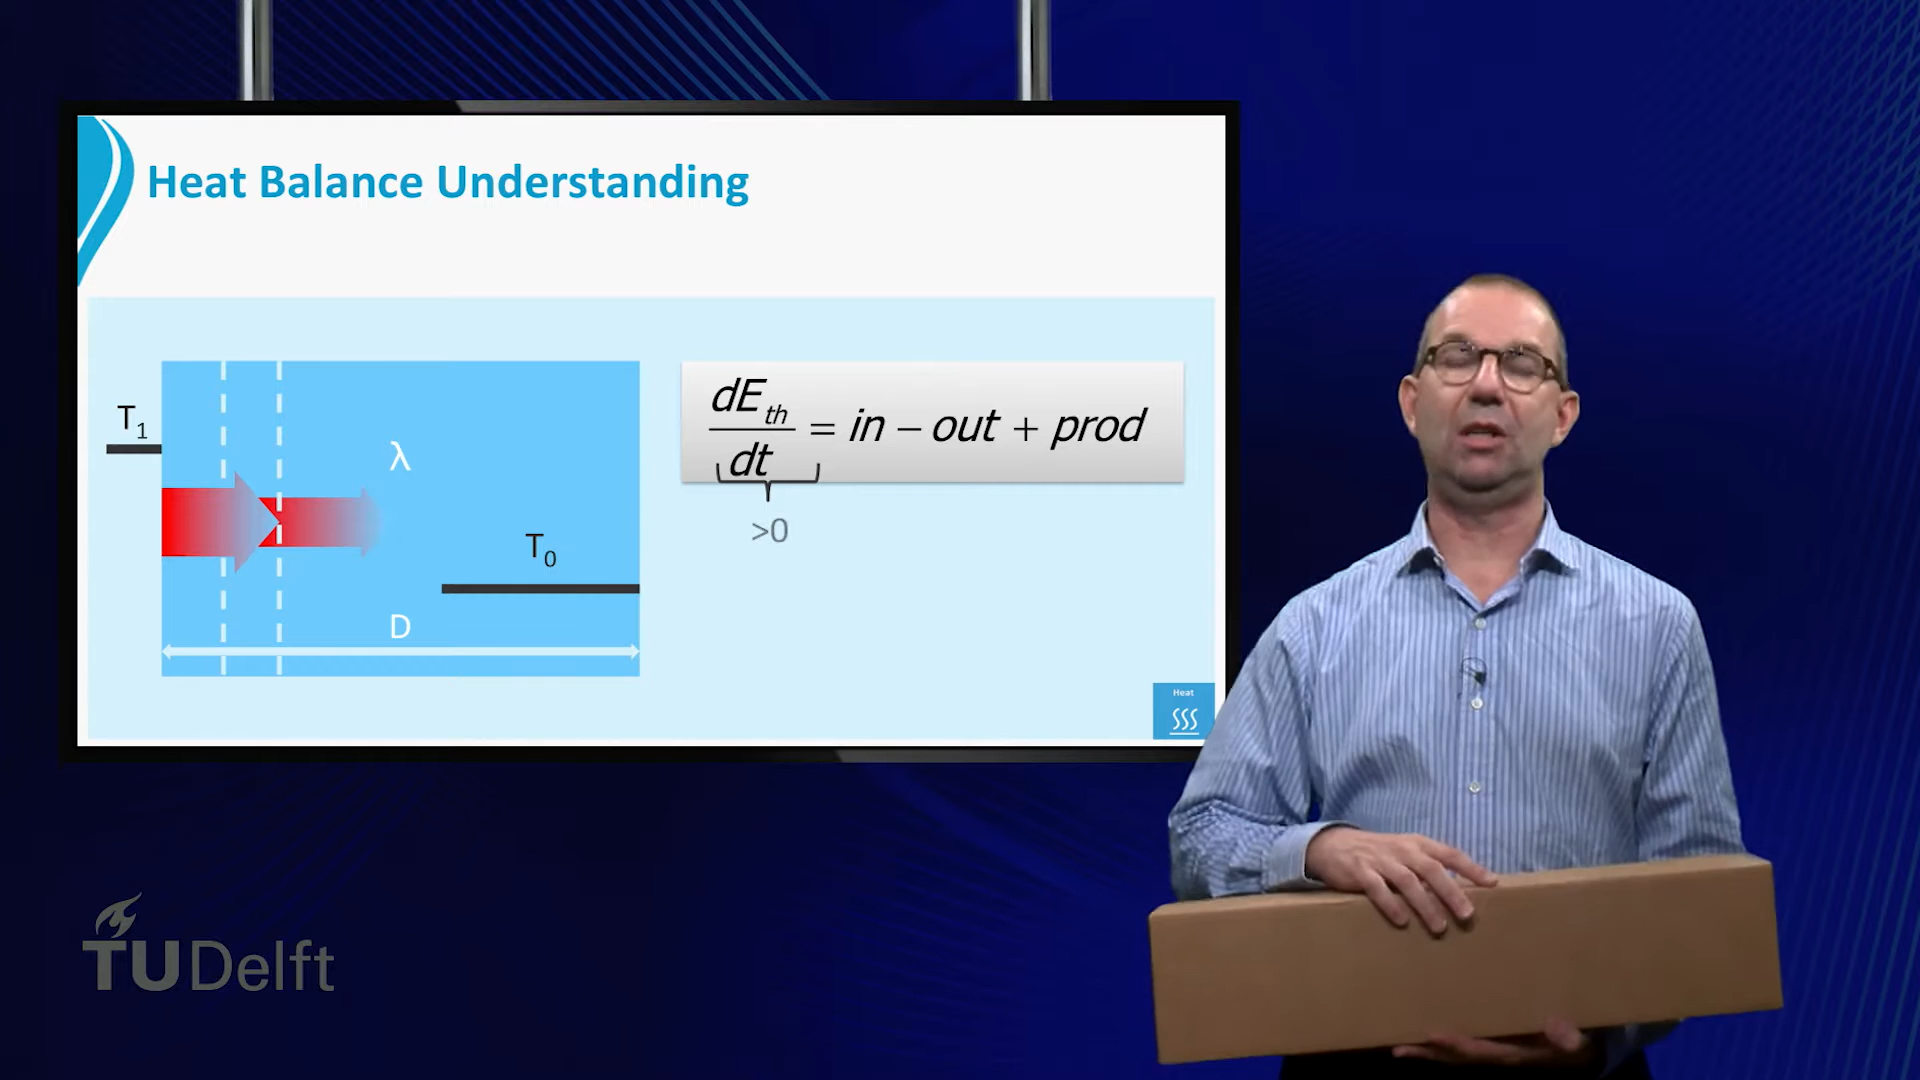 Heat Balance Understanding
T1
λ
T0
D
dE_th/dt = in − out + prod
>0
Heat
TUDelft